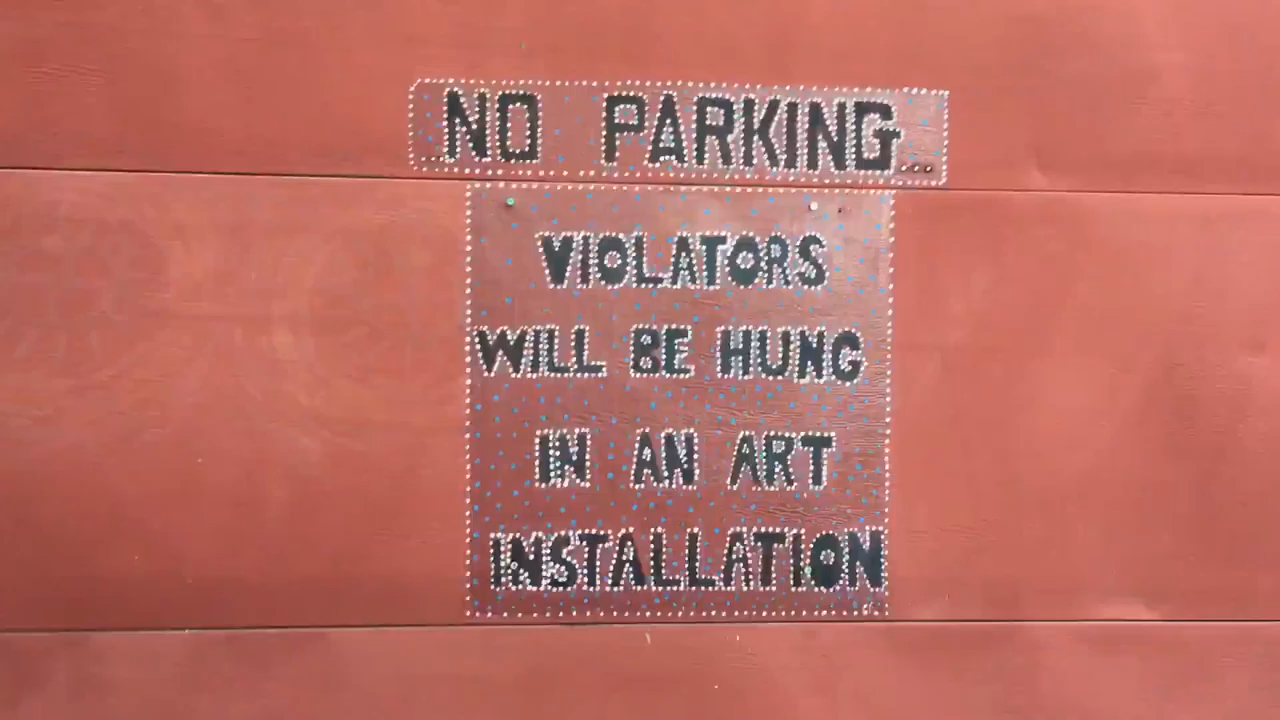 NO PARKING...
VIOLATORS
WILL BE HUNG
IN AN ART
INSTALLATION